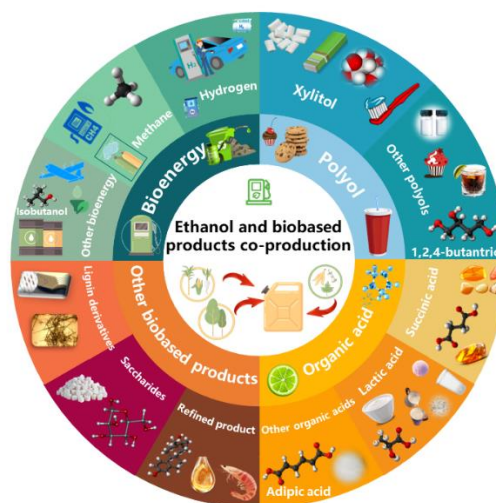 Hydrogen
Methane
Isobutanol
Other bioenergy
Bioenergy
CH4
H
Xylitol
Other polyols
1,2,4-butantriol
Polyol
Ethanol and biobased
products co-production
Lignin derivatives
Saccharides
Refined product
Other biobased products
Organic acid
Succinic acid
Lactic acid
Other organic acids
Adipic acid